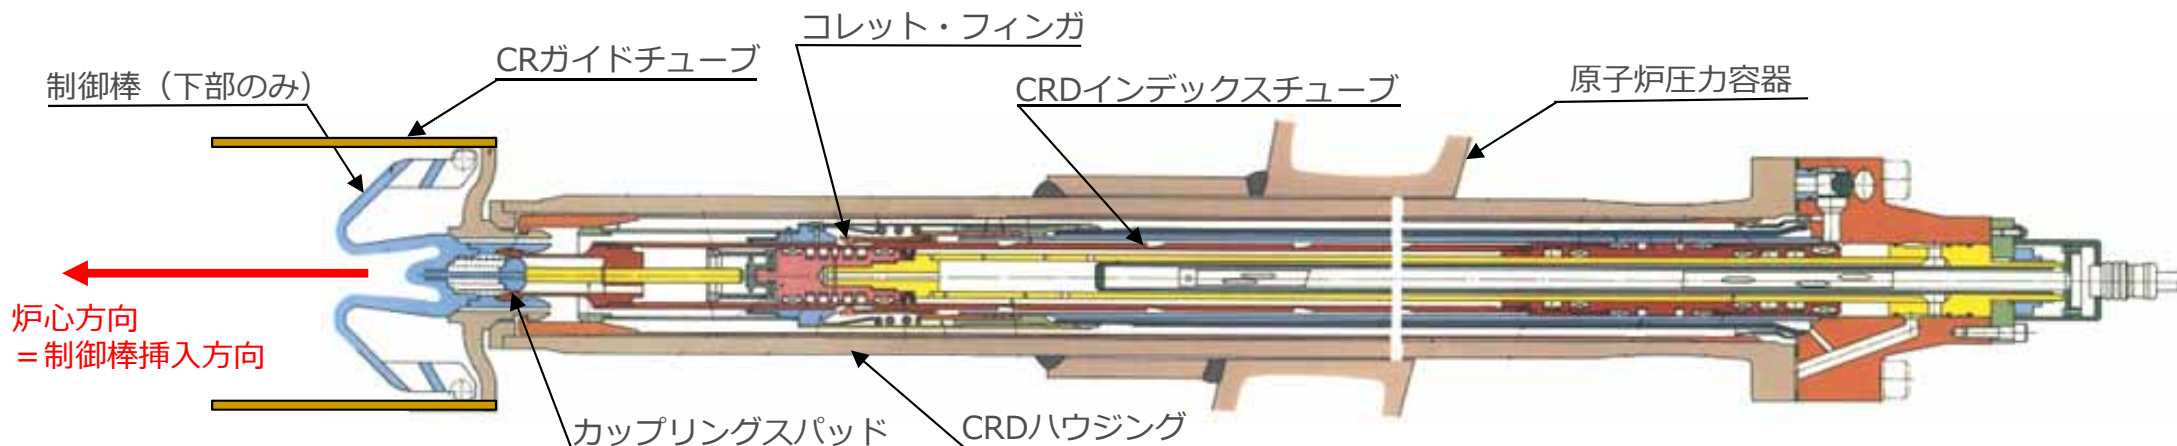 コレット・フィンガ
CRガイドチューブ
制御棒（下部のみ）
CRDインデックスチューブ
原子炉圧力容器
炉心方向
＝制御棒挿入方向
カップリングスパッド
CRDハウジング